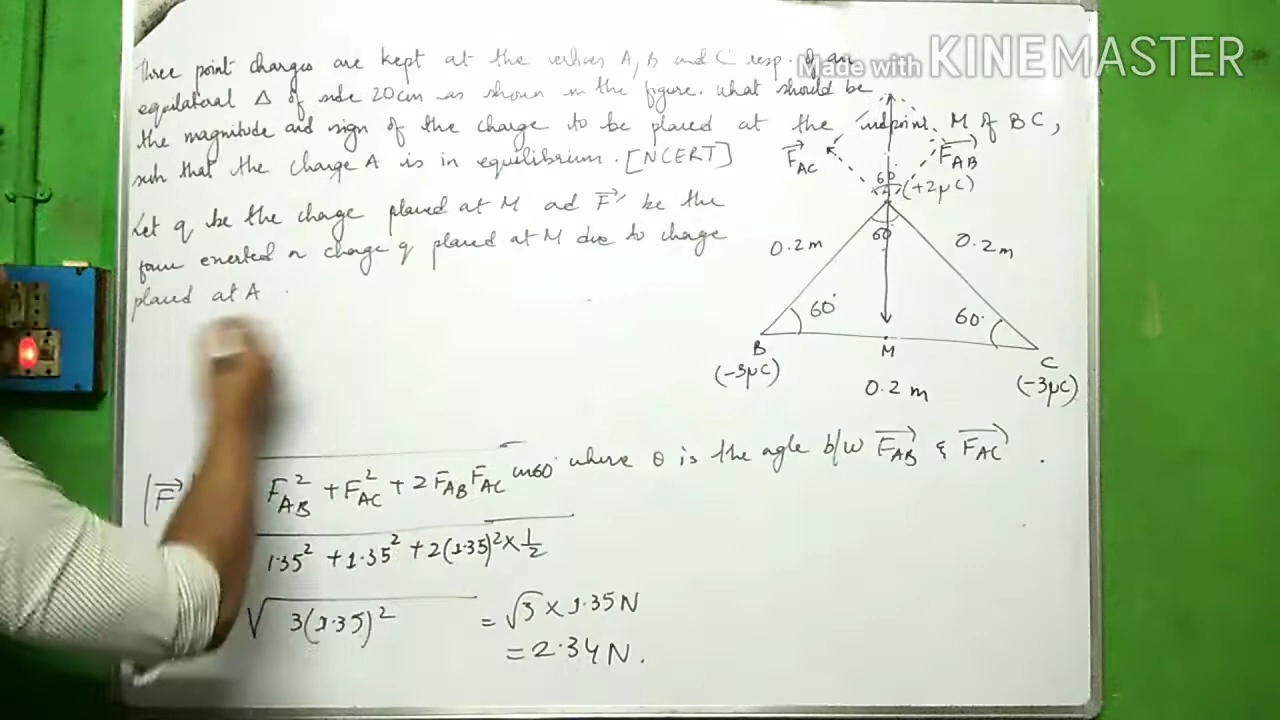 Made with KINEMASTER
Three point charges are kept at the vertices A, B and C resp. of an
equilateral Δ of side 20cm as shown in the figure. What should be
the magnitude and sign of the charge to be placed at the midpoint M of BC,
such that the charge A is in equilibrium. [NCERT]
Let q be the charge placed at M ad F⃗' be the
force exerted on charge q placed at M due to charge
placed at A
F⃗AC
F⃗AB
60°
(+2μC)
60°
0.2m
0.2m
60°
60°
B
M
C
(-3μC)
0.2 m
(-3μC)
|F⃗
F_AB² + F_AC² + 2 F_AB F_AC cos60° where θ is the agle b/w F⃗AB & F⃗AC .
1.35² + 1.35² + 2(1.35)² × 1/2
√ 3(1.35)² = √3 × 1.35 N
= 2.34 N.